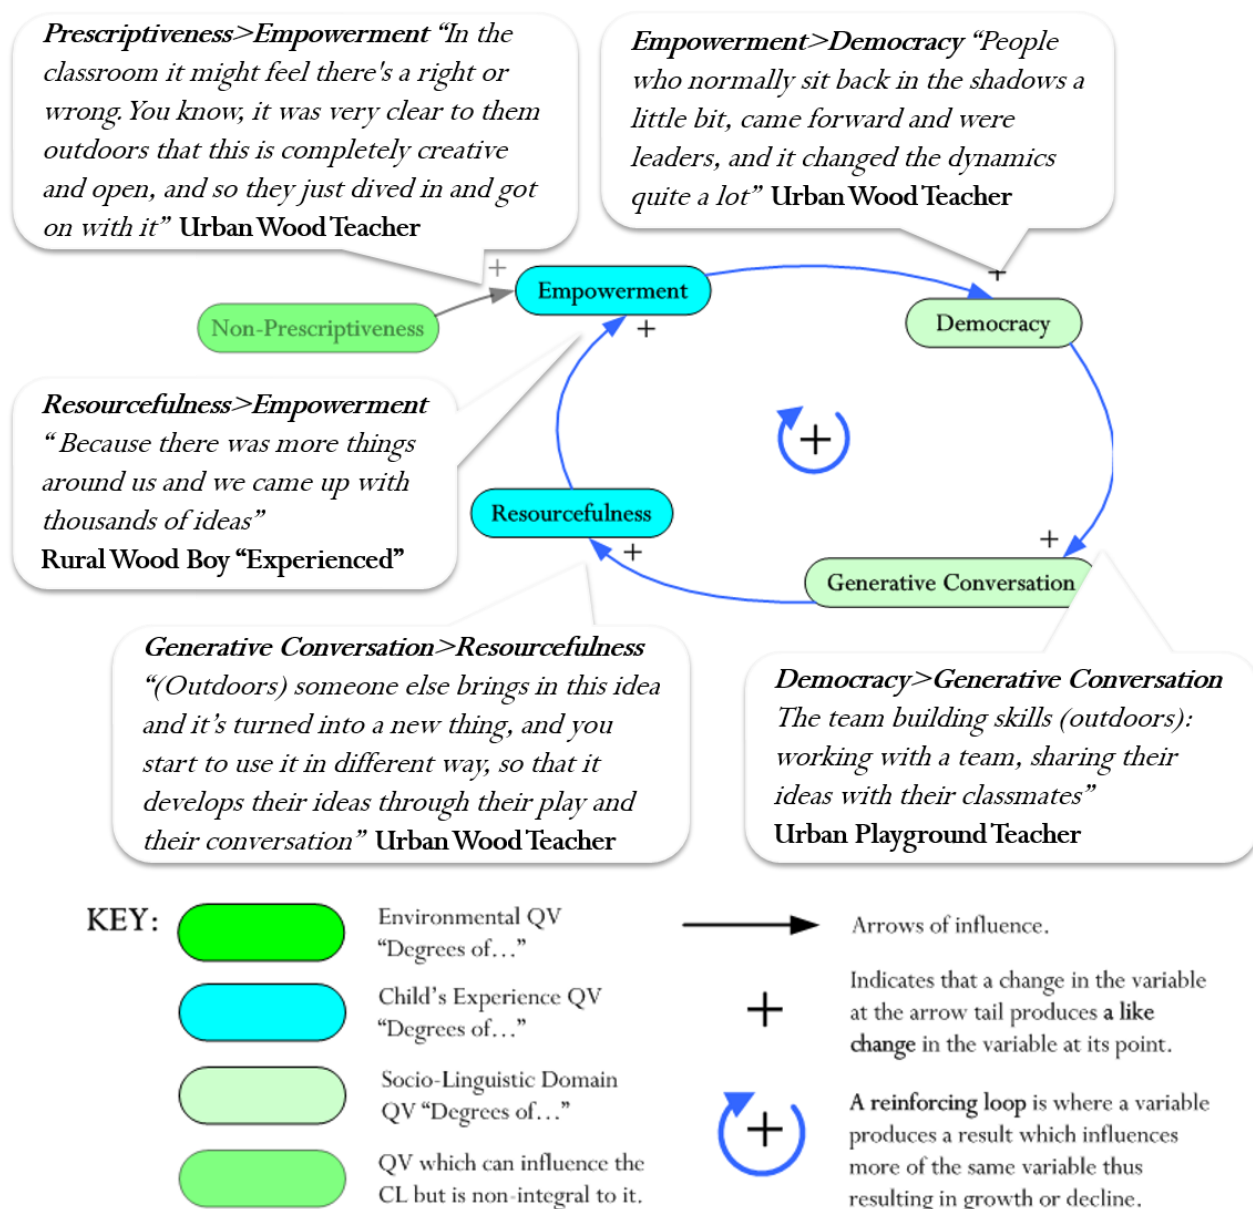 Prescriptiveness>Empowerment “In the
classroom it might feel there's a right or
wrong. You know, it was very clear to them
outdoors that this is completely creative
and open, and so they just dived in and got
on with it” Urban Wood Teacher
Empowerment>Democracy “People
who normally sit back in the shadows a
little bit, came forward and were
leaders, and it changed the dynamics
quite a lot” Urban Wood Teacher
+
Empowerment
+
Non-Prescriptiveness
+
Democracy
Resourcefulness>Empowerment
“ Because there was more things
around us and we came up with
thousands of ideas”
Rural Wood Boy “Experienced”
+
Resourcefulness
+
+
Generative Conversation
Generative Conversation>Resourcefulness
“(Outdoors) someone else brings in this idea
and it’s turned into a new thing, and you
start to use it in different way, so that it
develops their ideas through their play and
their conversation” Urban Wood Teacher
Democracy>Generative Conversation
The team building skills (outdoors):
working with a team, sharing their
ideas with their classmates”
Urban Playground Teacher
KEY:
Environmental QV
“Degrees of…”
Child’s Experience QV
“Degrees of…”
Socio-Linguistic Domain
QV “Degrees of…”
QV which can influence the
CL but is non-integral to it.
Arrows of influence.
+
Indicates that a change in the variable
at the arrow tail produces a like
change in the variable at its point.
+
A reinforcing loop is where a variable
produces a result which influences
more of the same variable thus
resulting in growth or decline.